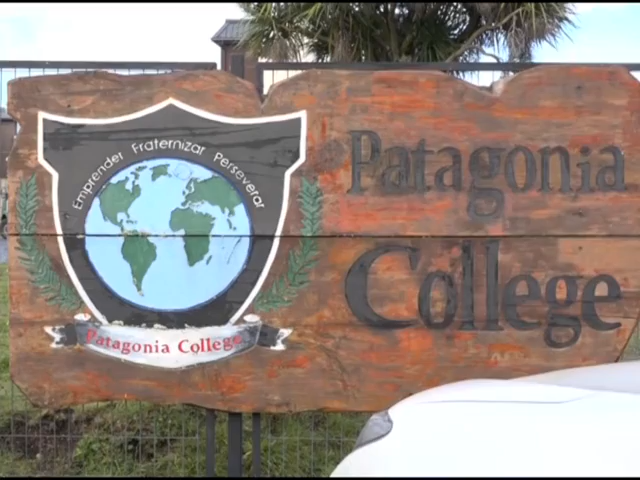 Emprender Fraternizar Perseverar
Patagonia College
Patagonia
College